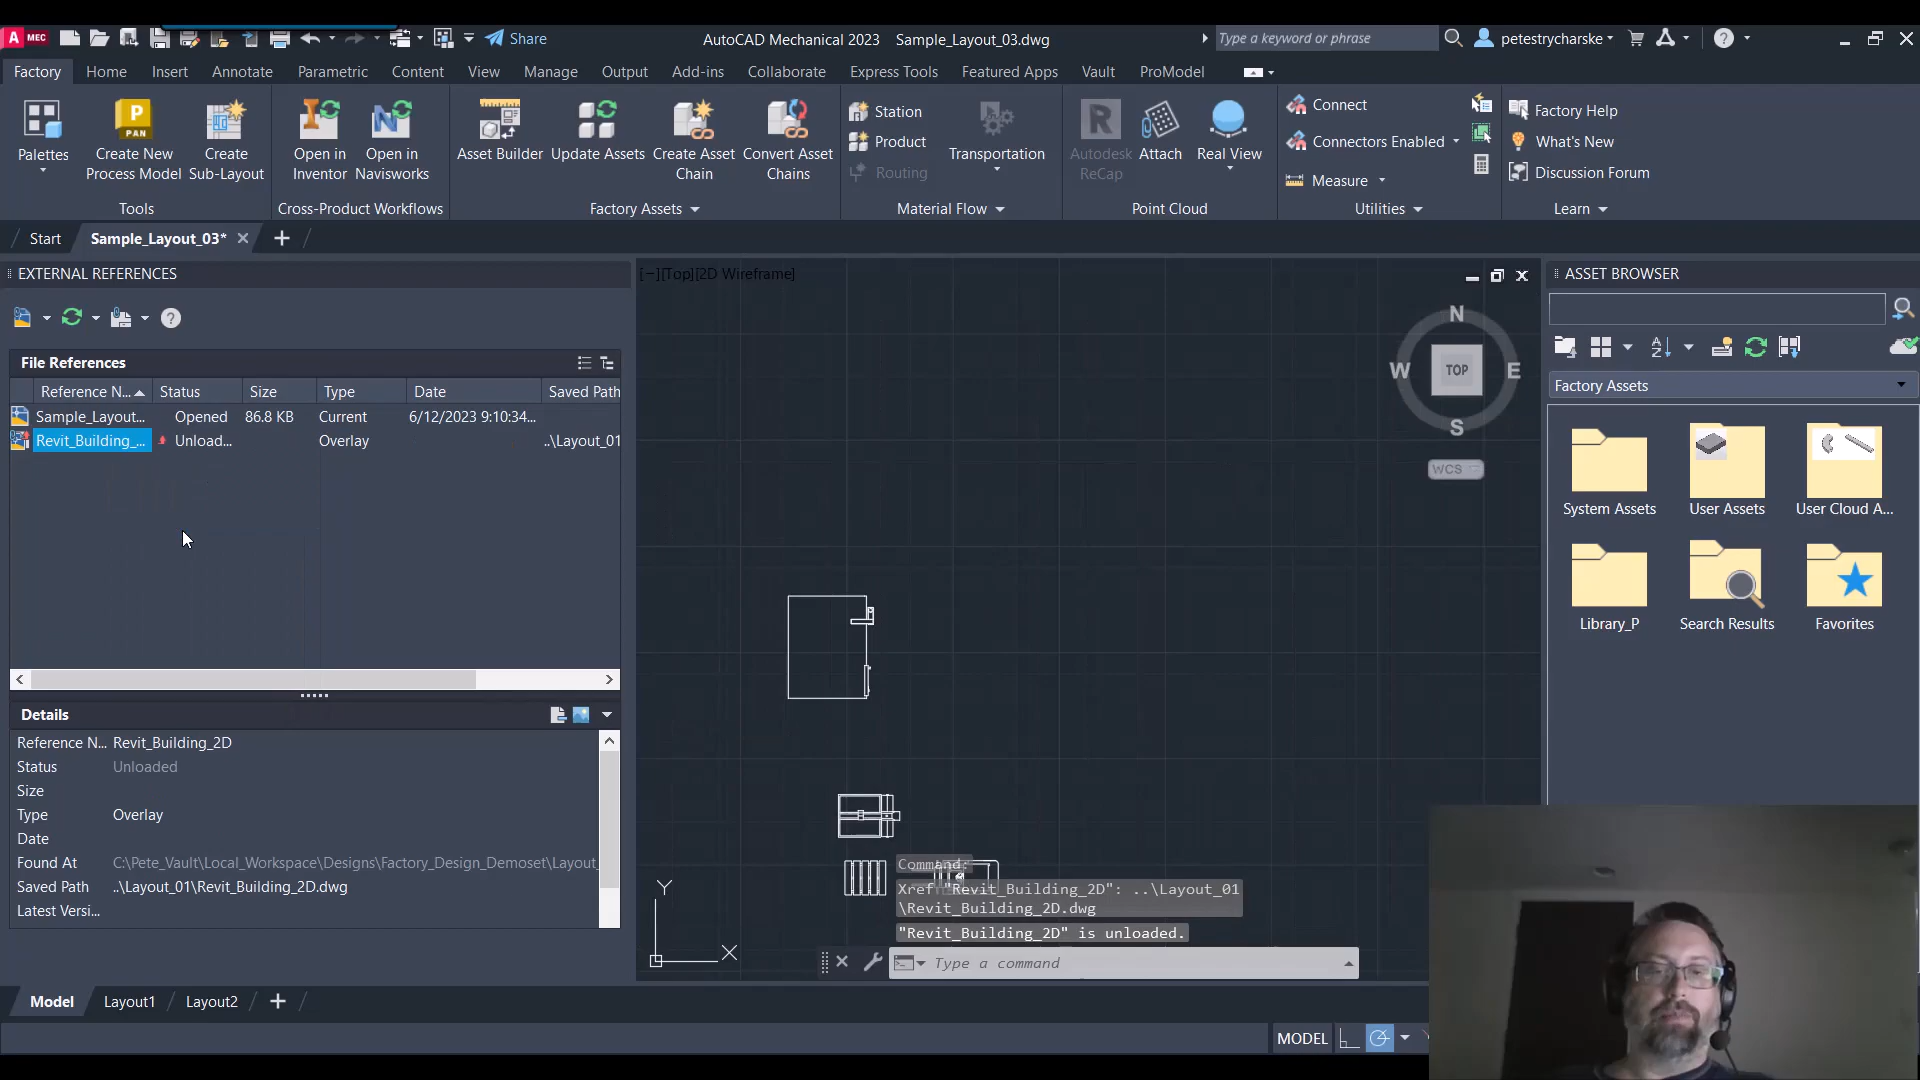 A MEC
Share
AutoCAD Mechanical 2023 Sample_Layout_03.dwg
Type a keyword or phrase
petestrycharske
Factory Home Insert Annotate Parametric Content View Manage Output Add-ins Collaborate Express Tools Featured Apps Vault ProModel
Palettes
PAN
Create New Process Model
Create Sub-Layout
Tools
Open in Inventor
Open in Navisworks
Cross-Product Workflows
Asset Builder
Update Assets
Create Asset Chain
Convert Asset Chains
Factory Assets
Station
Product
Routing
Transportation
Material Flow
Autodesk ReCap
Attach
Real View
Point Cloud
Connect
Connectors Enabled
Measure
Utilities
Factory Help
What's New
Discussion Forum
Learn
Start Sample_Layout_03*
EXTERNAL REFERENCES
File References
Reference N... Status Size Type Date Saved Path
Sample_Layout... Opened 86.8 KB Current 6/12/2023 9:10:34...
Revit_Building_... Unload... Overlay ..\Layout_01
Details
Reference N... Revit_Building_2D
Status Unloaded
Size
Type Overlay
Date
Found At C:\Pete_Vault\Local_Workspace\Designs\Factory_Design_Demoset\Layout_
Saved Path ..\Layout_01\Revit_Building_2D.dwg
Latest Versi...
[−][Top][2D Wireframe]
N
W TOP E
S
WCS
Y
X
Command:
Xref "Revit_Building_2D": ..\Layout_01
\Revit_Building_2D.dwg
"Revit_Building_2D" is unloaded.
Type a command
ASSET BROWSER
Factory Assets
System Assets User Assets User Cloud A...
Library_P Search Results Favorites
Model Layout1 Layout2
MODEL